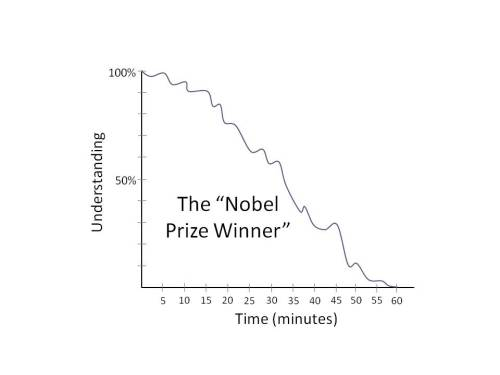 100%
Understanding
50%
The “Nobel
Prize Winner”
5 10 15 20 25 30 35 40 45 50 55 60
Time (minutes)